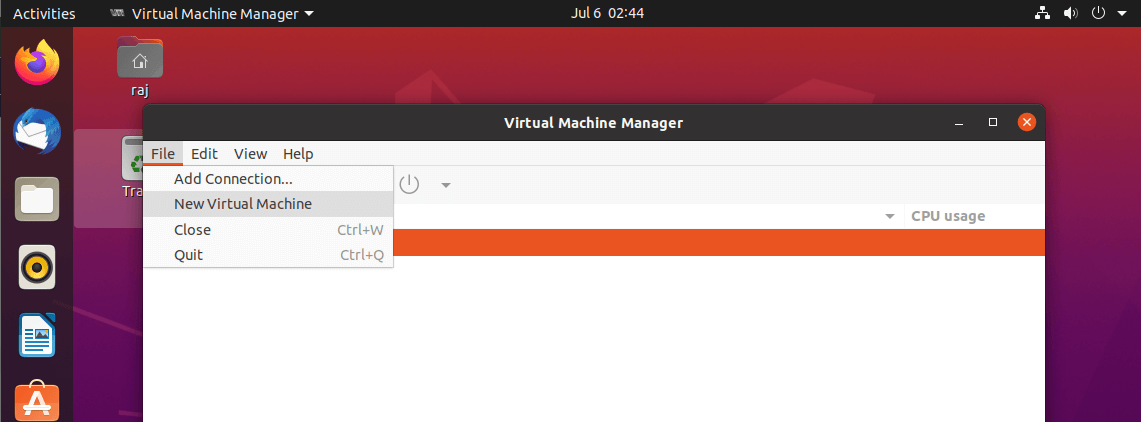 Activities Virtual Machine Manager Jul 6 02:44
raj
Virtual Machine Manager
File Edit View Help
Add Connection...
New Virtual Machine
Close Ctrl+W
Quit Ctrl+Q
CPU usage